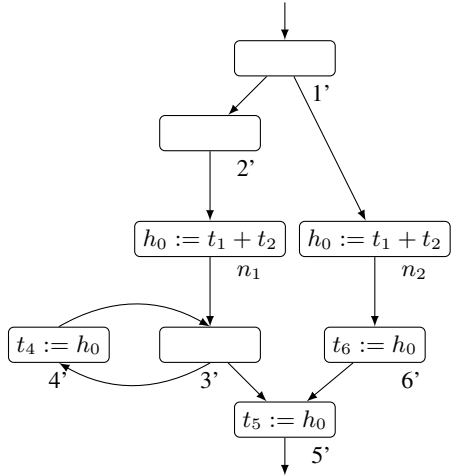 1’
2’
h₀ := t₁ + t₂
h₀ := t₁ + t₂
n₁
n₂
t₄ := h₀
t₆ := h₀
4’
3’
6’
t₅ := h₀
5’